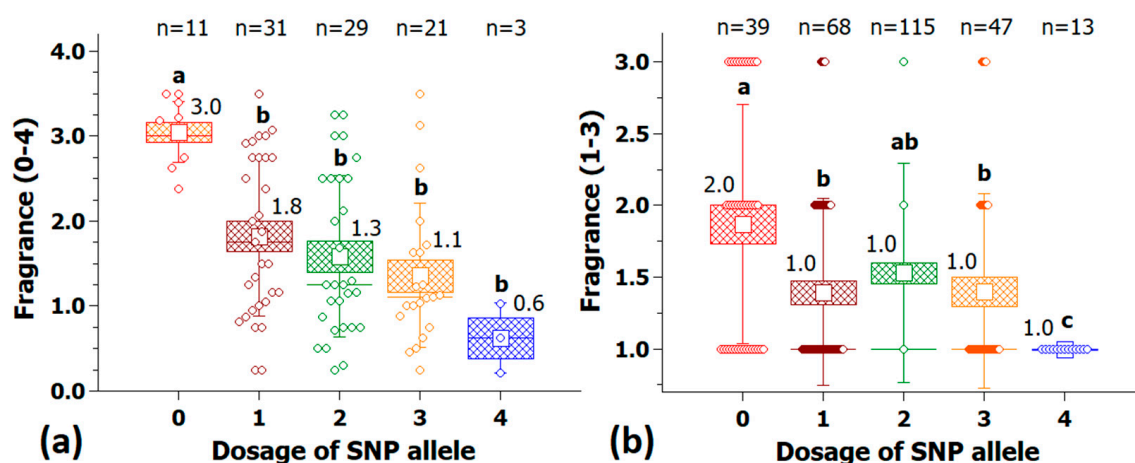 n=11 n=31 n=29 n=21 n=3
4.0
3.0
2.0
1.0
0.0
Fragrance (0-4)
a
3.0
b
1.8
b
1.3
b
1.1
b
0.6
0 1 2 3 4
(a) Dosage of SNP allele
n=39 n=68 n=115 n=47 n=13
3.0
2.5
2.0
1.5
1.0
Fragrance (1-3)
a
2.0
b
1.0
ab
1.0
b
1.0
c
1.0
0 1 2 3 4
(b) Dosage of SNP allele